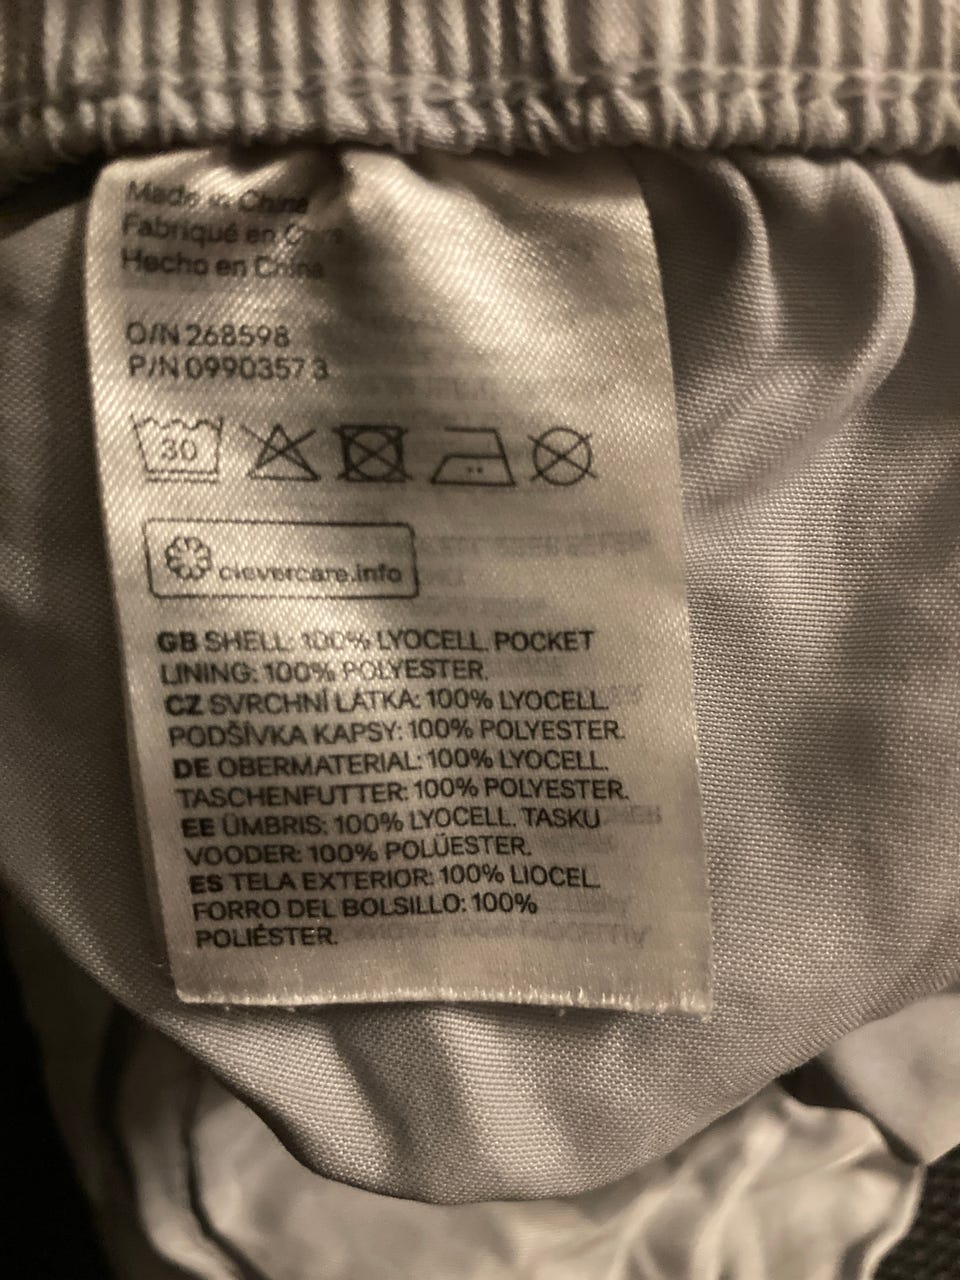 Made in China
Fabriqué en
Hecho en China
O/N 268598
P/N 0990357 3
30
clevercare.info
GB SHELL: 100% LYOCELL. POCKET
LINING: 100% POLYESTER.
CZ SVRCHNÍ LÁTKA: 100% LYOCELL.
PODŠÍVKA KAPSY: 100% POLYESTER.
DE OBERMATERIAL: 100% LYOCELL.
TASCHENFUTTER: 100% POLYESTER.
EE ÜMBRIS: 100% LYOCELL. TASKU
VOODER: 100% POLÜESTER.
ES TELA EXTERIOR: 100% LIOCEL.
FORRO DEL BOLSILLO: 100%
POLIÉSTER.